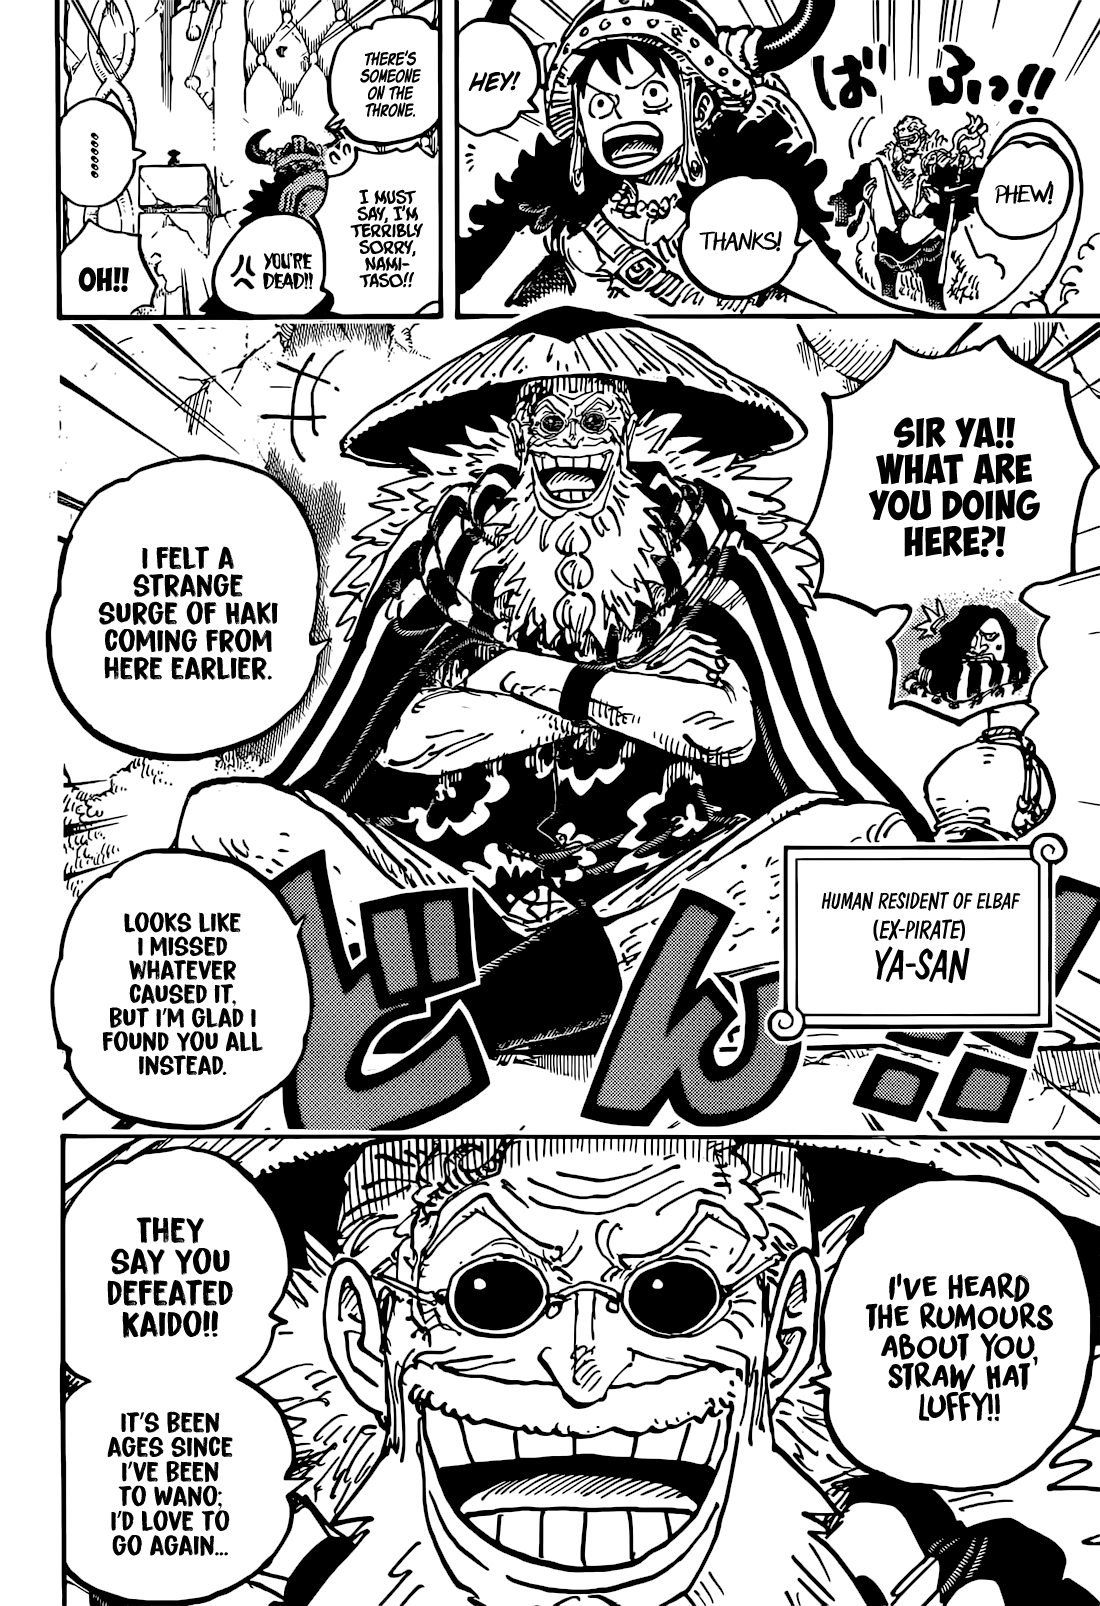 HEY!
ばふっ!!
PHEW!
THANKS!
THERE'S
SOMEONE
ON THE
THRONE.
I MUST
SAY, I'M
TERRIBLY
SORRY,
NAMI-
TASO!!
YOU'RE
DEAD!!
OH!!
SIR YA!!
WHAT ARE
YOU DOING
HERE?!
I FELT A
STRANGE
SURGE OF HAKI
COMING FROM
HERE EARLIER.
LOOKS LIKE
I MISSED
WHATEVER
CAUSED IT,
BUT I'M GLAD I
FOUND YOU ALL
INSTEAD.
ドん!!
HUMAN RESIDENT OF ELBAF
(EX-PIRATE)
YA-SAN
I'VE HEARD
THE RUMOURS
ABOUT YOU,
STRAW HAT
LUFFY!!
THEY
SAY YOU
DEFEATED
KAIDO!!
IT'S BEEN
AGES SINCE
I'VE BEEN
TO WANO;
I'D LOVE TO
GO AGAIN...